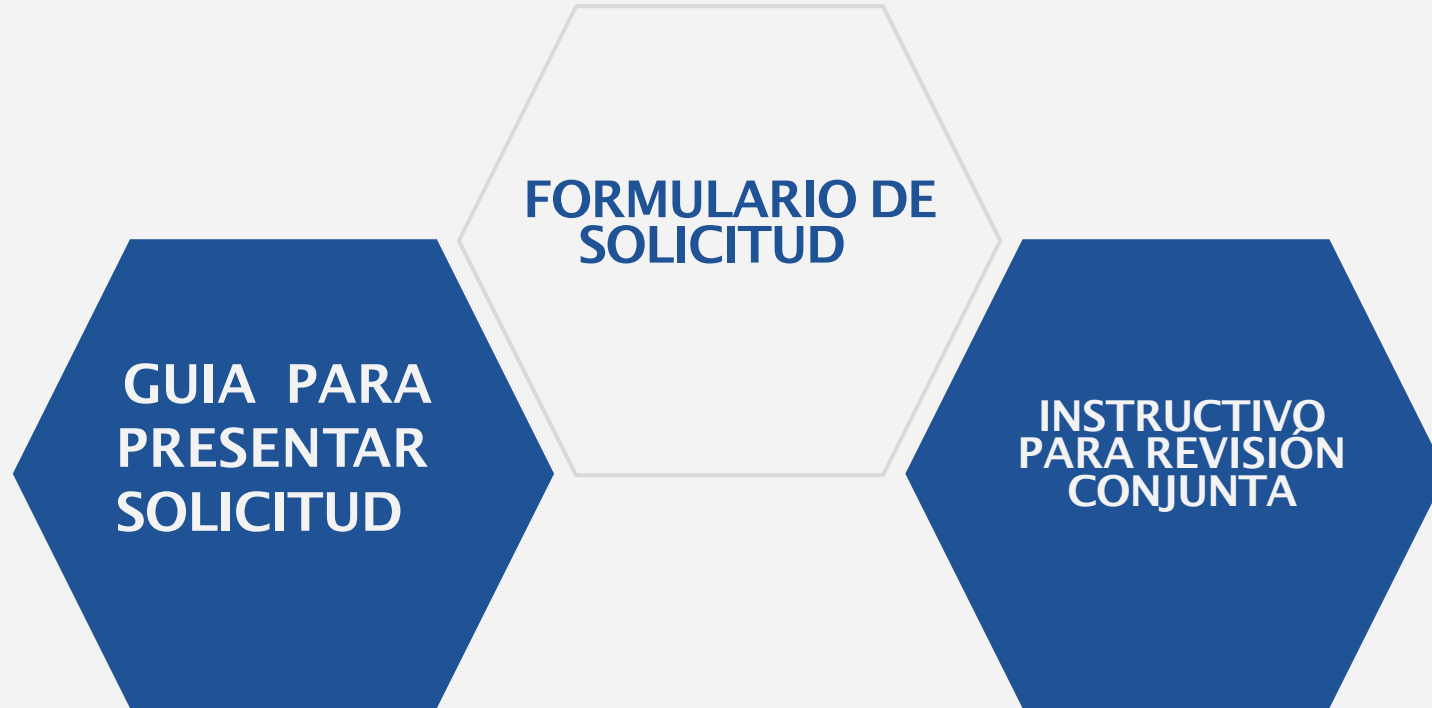 GUIA PARA
PRESENTAR
SOLICITUD
FORMULARIO DE
SOLICITUD
INSTRUCTIVO
PARA REVISIÓN
CONJUNTA